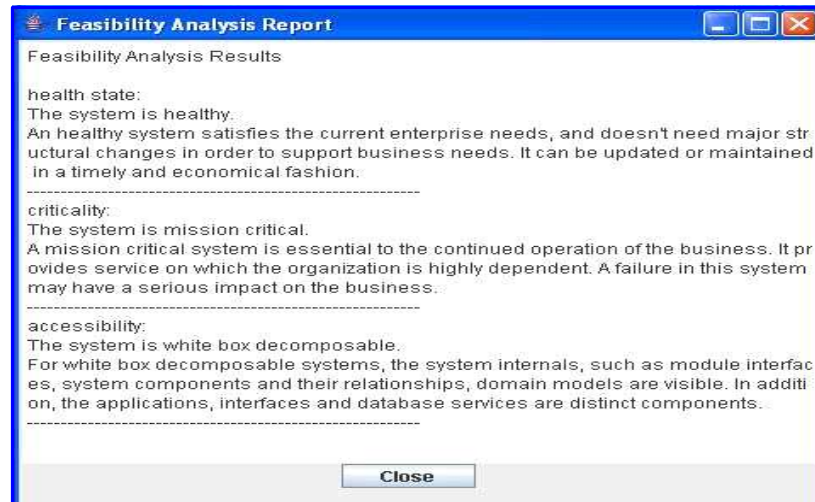 Feasibility Analysis Report
Feasibility Analysis Results
health state:
The system is healthy.
An healthy system satisfies the current enterprise needs, and doesn't need major str
uctural changes in order to support business needs. It can be updated or maintained
in a timely and economical fashion.
------------------------------------------------------------
criticality:
The system is mission critical.
A mission critical system is essential to the continued operation of the business. It pr
ovides service on which the organization is highly dependent. A failure in this system
may have a serious impact on the business.
------------------------------------------------------------
accessibility:
The system is white box decomposable.
For white box decomposable systems, the system internals, such as module interfac
es, system components and their relationships, domain models are visible. In additi
on, the applications, interfaces and database services are distinct components.
------------------------------------------------------------
Close